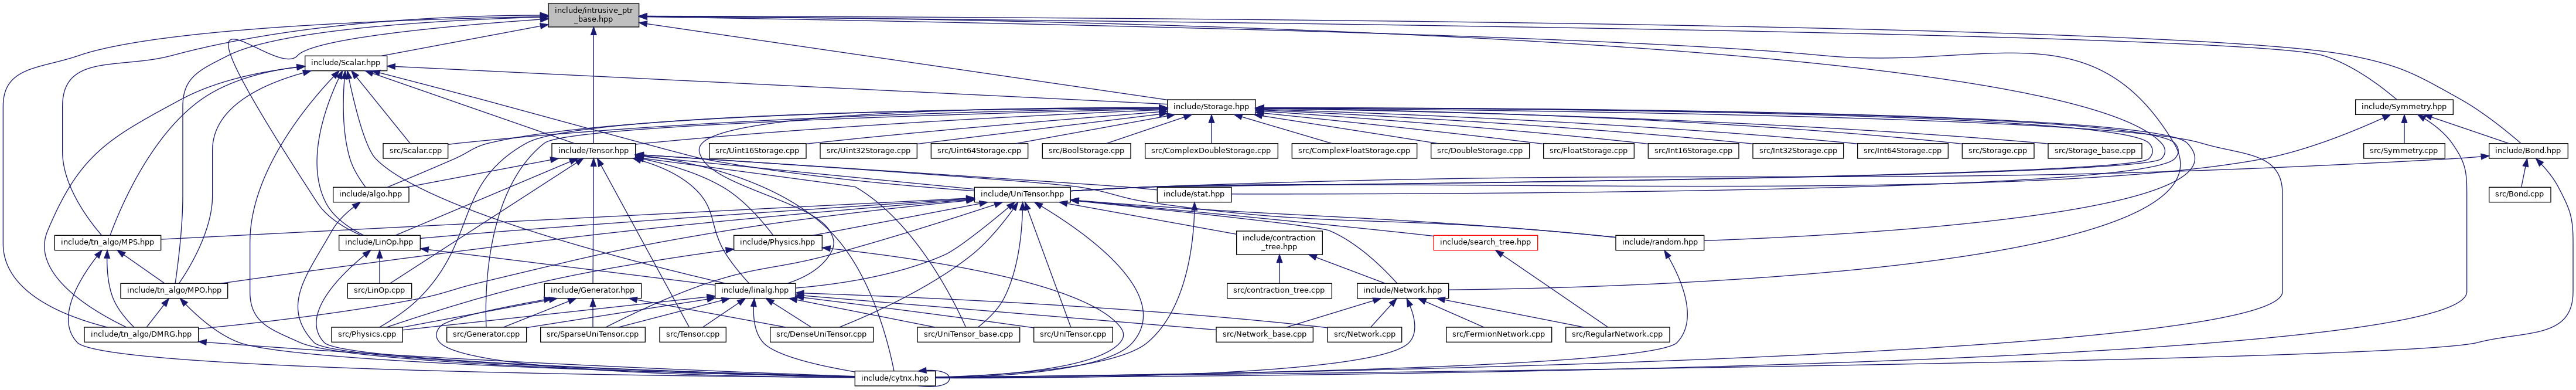 include/intrusive_ptr
_base.hpp
include/Scalar.hpp
include/Storage.hpp
include/Symmetry.hpp
src/Scalar.cpp
include/Tensor.hpp
src/Uint16Storage.cpp
src/Uint32Storage.cpp
src/Uint64Storage.cpp
src/BoolStorage.cpp
src/ComplexDoubleStorage.cpp
src/ComplexFloatStorage.cpp
src/DoubleStorage.cpp
src/FloatStorage.cpp
src/Int16Storage.cpp
src/Int32Storage.cpp
src/Int64Storage.cpp
src/Storage.cpp
src/Storage_base.cpp
src/Symmetry.cpp
include/Bond.hpp
include/algo.hpp
include/UniTensor.hpp
include/stat.hpp
src/Bond.cpp
include/tn_algo/MPS.hpp
include/LinOp.hpp
include/Physics.hpp
include/contraction
_tree.hpp
include/search_tree.hpp
include/random.hpp
include/tn_algo/MPO.hpp
src/LinOp.cpp
include/Generator.hpp
include/linalg.hpp
src/contraction_tree.cpp
include/Network.hpp
include/tn_algo/DMRG.hpp
src/Physics.cpp
src/Generator.cpp
src/SparseUniTensor.cpp
src/Tensor.cpp
src/DenseUniTensor.cpp
src/UniTensor_base.cpp
src/UniTensor.cpp
src/Network_base.cpp
src/Network.cpp
src/FermionNetwork.cpp
src/RegularNetwork.cpp
include/cytnx.hpp